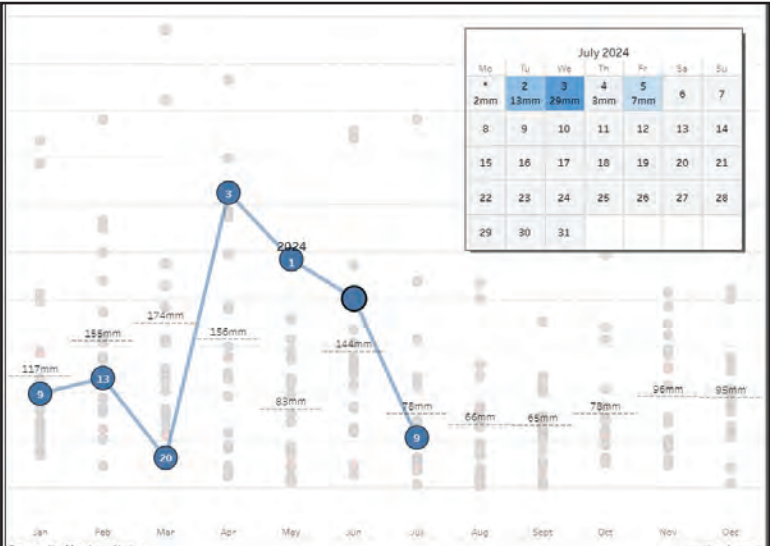 July 2024
Mo Tu We Th Fr Sa Su
* 2 3 4 5 6 7
2mm 13mm 29mm 3mm 7mm
8 9 10 11 12 13 14
15 16 17 18 19 20 21
22 23 24 25 26 27 28
29 30 31
3
2024
1
174mm
155mm
156mm
144mm
117mm
13
9
83mm
78mm
66mm
65mm
78mm
96mm
95mm
20
9
Jan Feb Mar Apr May Jun Jul Aug Sept Oct Nov Dec